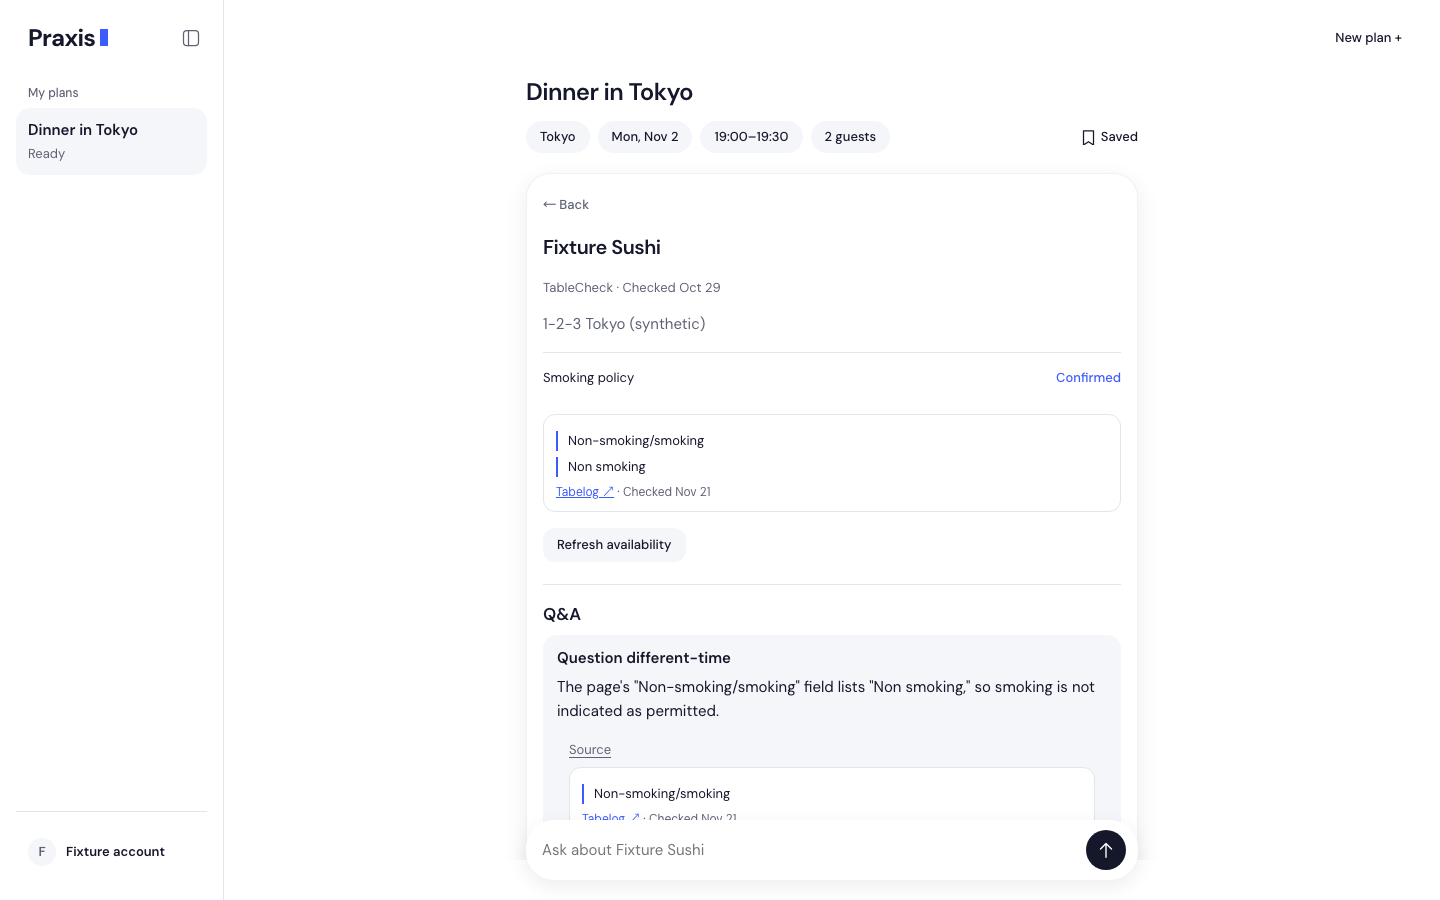 Praxis
New plan +
My plans
Dinner in Tokyo
Ready
Dinner in Tokyo
Tokyo
Mon, Nov 2
19:00–19:30
2 guests
Saved
← Back
Fixture Sushi
TableCheck · Checked Oct 29
1-2-3 Tokyo (synthetic)
Smoking policy
Confirmed
Non-smoking/smoking
Non smoking
Tabelog ↗ · Checked Nov 21
Refresh availability
Q&A
Question different-time
The page's "Non-smoking/smoking" field lists "Non smoking," so smoking is not
indicated as permitted.
Source
Non-smoking/smoking
Tabelog ↗ · Checked Nov 21
Ask about Fixture Sushi
F
Fixture account